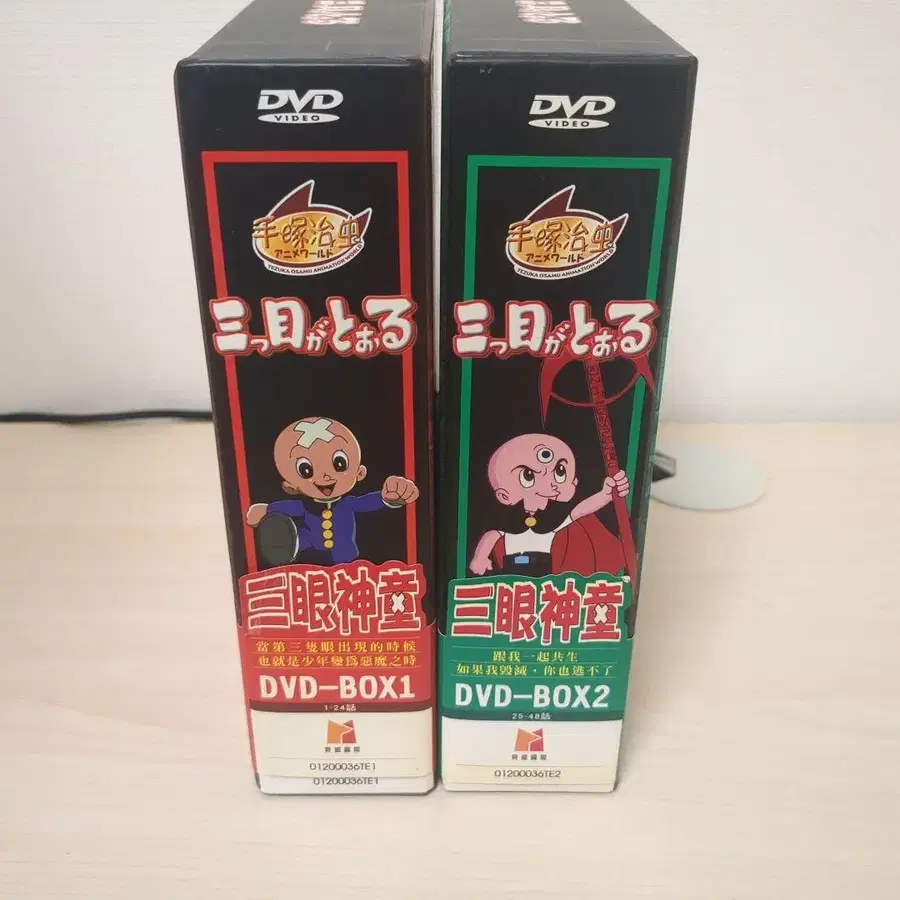 DVD
VIDEO
手塚治虫
アニメワールド
TEZUKA OSAMU ANIMATION WORLD
三つ目がとおる
三眼神童
當第三隻眼出現的時候
也就是少年變爲惡魔之時
DVD-BOX1
1-24話
01200036TE1
01200036TE1
DVD
VIDEO
手塚治虫
アニメワールド
TEZUKA OSAMU ANIMATION WORLD
三つ目がとおる
三眼神童
跟我一起共生
如果我毀滅，你也逃不了
DVD-BOX2
25-48話
01200036TE2